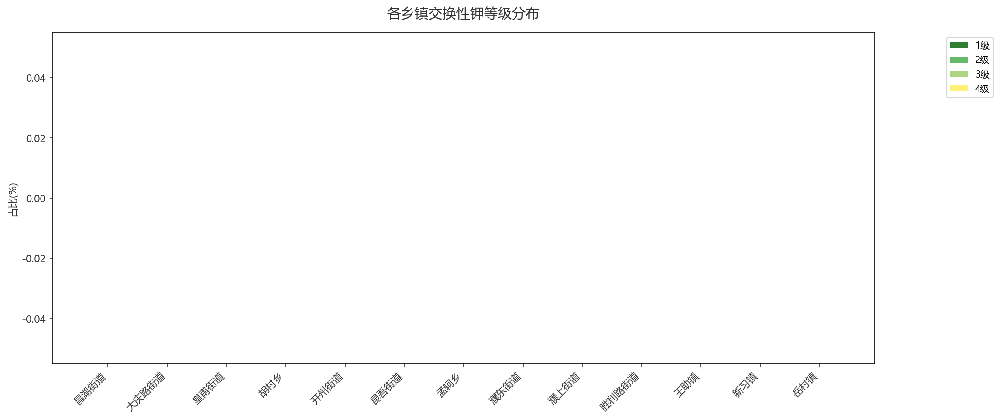 各乡镇交换性钾等级分布
1级
2级
3级
4级
0.04
0.02
0.00
-0.02
-0.04
占比(%)
昌湖街道
大庆路街道
皇甫街道
胡村乡
开州街道
昆吾街道
孟轲乡
濮东街道
濮上街道
胜利路街道
王助镇
新习镇
岳村镇